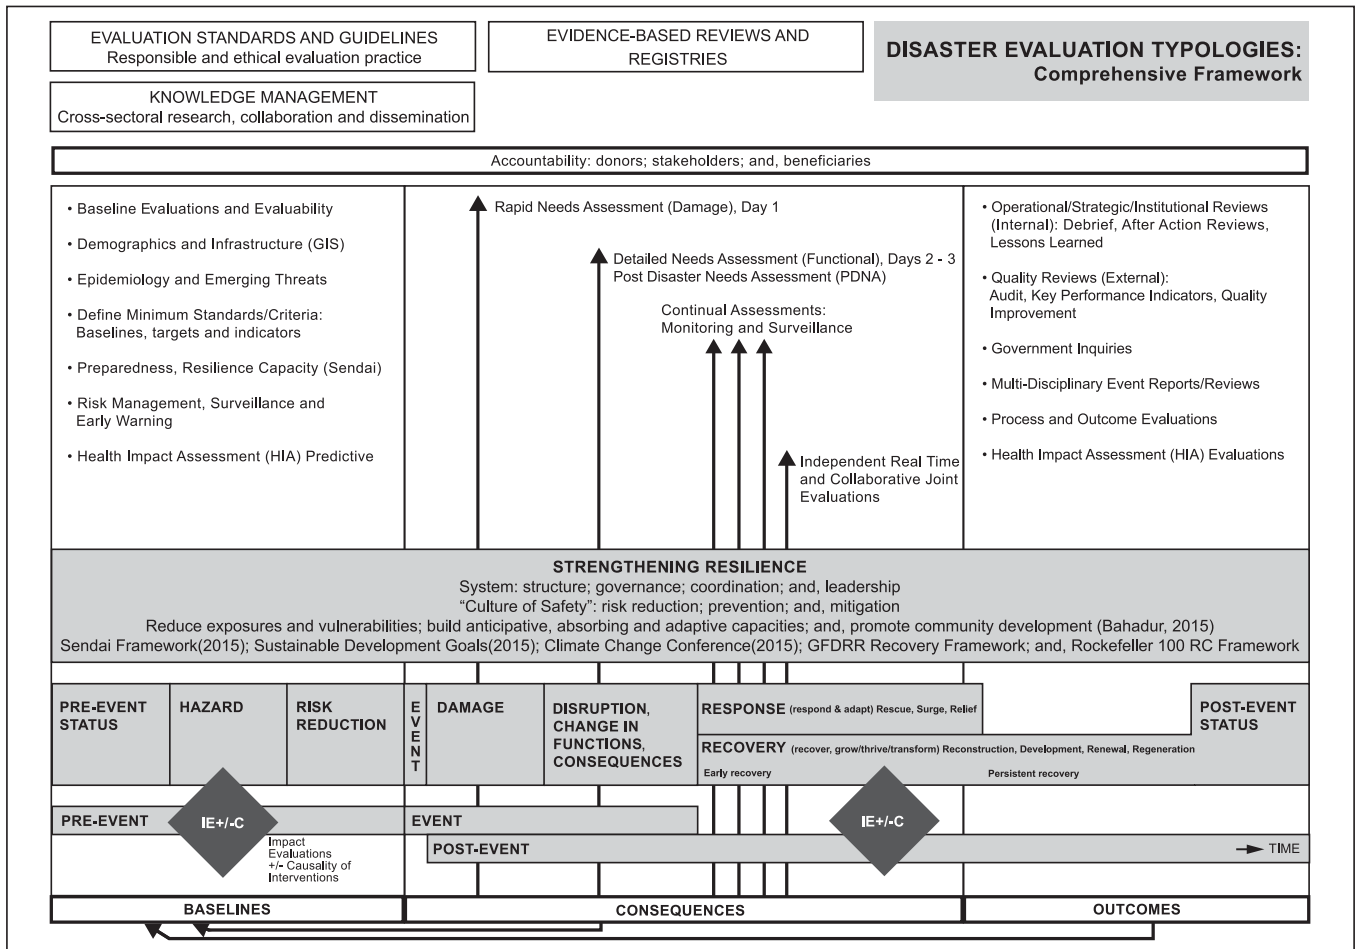 EVALUATION STANDARDS AND GUIDELINES
Responsible and ethical evaluation practice
EVIDENCE-BASED REVIEWS AND
REGISTRIES
DISASTER EVALUATION TYPOLOGIES:
Comprehensive Framework
KNOWLEDGE MANAGEMENT
Cross-sectoral research, collaboration and dissemination
Accountability: donors; stakeholders; and, beneficiaries
• Baseline Evaluations and Evaluability
• Demographics and Infrastructure (GIS)
• Epidemiology and Emerging Threats
• Define Minimum Standards/Criteria:
Baselines, targets and indicators
• Preparedness, Resilience Capacity (Sendai)
• Risk Management, Surveillance and
Early Warning
• Health Impact Assessment (HIA) Predictive
Rapid Needs Assessment (Damage), Day 1
Detailed Needs Assessment (Functional), Days 2 - 3
Post Disaster Needs Assessment (PDNA)
Continual Assessments:
Monitoring and Surveillance
Independent Real Time
and Collaborative Joint
Evaluations
• Operational/Strategic/Institutional Reviews
(Internal): Debrief, After Action Reviews,
Lessons Learned
• Quality Reviews (External):
Audit, Key Performance Indicators, Quality
Improvement
• Government Inquiries
• Multi-Disciplinary Event Reports/Reviews
• Process and Outcome Evaluations
• Health Impact Assessment (HIA) Evaluations
STRENGTHENING RESILIENCE
System: structure; governance; coordination; and, leadership
“Culture of Safety”: risk reduction; prevention; and, mitigation
Reduce exposures and vulnerabilities; build anticipative, absorbing and adaptive capacities; and, promote community development (Bahadur, 2015)
Sendai Framework(2015); Sustainable Development Goals(2015); Climate Change Conference(2015); GFDRR Recovery Framework; and, Rockefeller 100 RC Framework
PRE-EVENT
STATUS
HAZARD
RISK
REDUCTION
EVENT
DAMAGE
DISRUPTION,
CHANGE IN
FUNCTIONS,
CONSEQUENCES
RESPONSE (respond & adapt) Rescue, Surge, Relief
RECOVERY (recover, grow/thrive/transform) Reconstruction, Development, Renewal, Regeneration
Early recovery
Persistent recovery
POST-EVENT
STATUS
PRE-EVENT
IE+/-C
EVENT
IE+/-C
Impact
Evaluations
+/- Causality of
Interventions
POST-EVENT
TIME
BASELINES
CONSEQUENCES
OUTCOMES